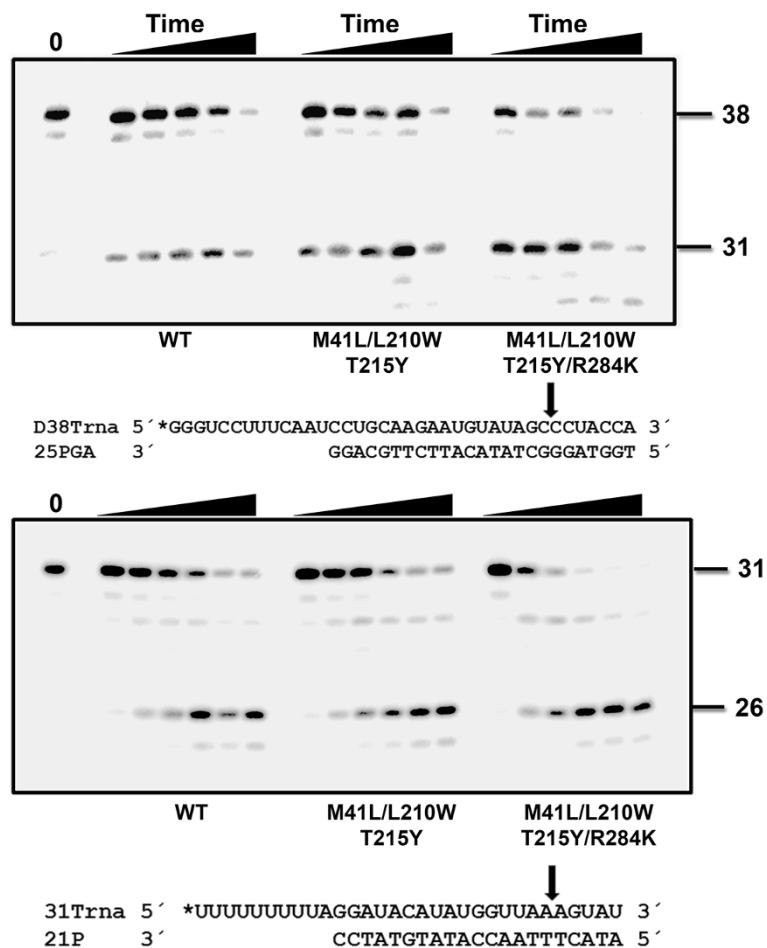 0 Time Time Time
38
31
WT M41L/L210W M41L/L210W
T215Y T215Y/R284K
D38Trna 5´ *GGGUCCUUUCAAUCCUGCAAGAAUGUAUAGCCCUACCA 3´
25PGA 3´ GGACGTTCTTACATATCGGGATGGT 5´
0
31
26
WT M41L/L210W M41L/L210W
T215Y T215Y/R284K
31Trna 5´ *UUUUUUUUUUAGGAUACAUAUGGUUAAAGUAU 3´
21P 3´ CCTATGTATACCAATTTCATA 5´